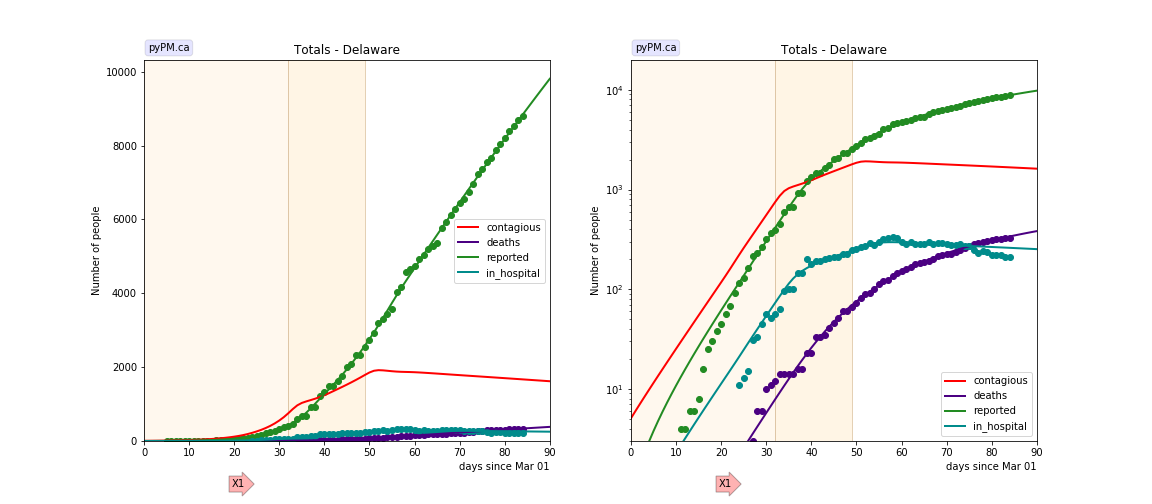 pyPM.ca
Totals - Delaware
10000
8000
6000
4000
2000
0
Number of people
contagious
deaths
reported
in_hospital
0 10 20 30 40 50 60 70 80 90
days since Mar 01
X1
pyPM.ca
Totals - Delaware
10⁴
10³
10²
10¹
Number of people
contagious
deaths
reported
in_hospital
0 10 20 30 40 50 60 70 80 90
days since Mar 01
X1